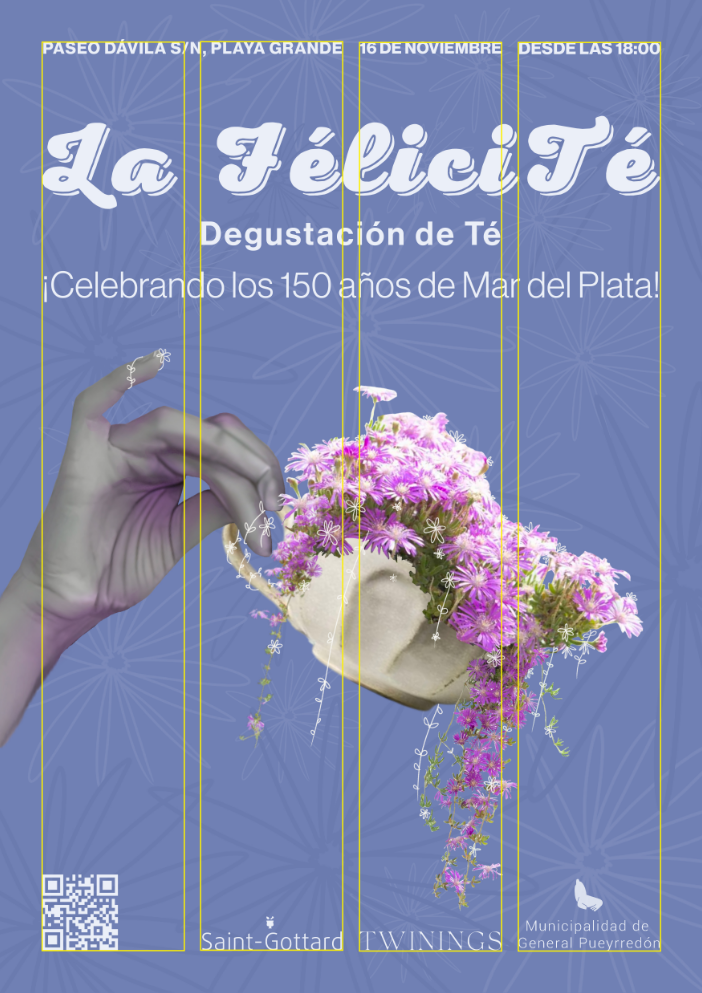 PASEO DÁVILA S/N, PLAYA GRANDE 16 DE NOVIEMBRE DESDE LAS 18:00
La FéliciTé
Degustación de Té
¡Celebrando los 150 años de Mar del Plata!
Saint-Gottard
TWININGS
Municipalidad de
General Pueyrredón